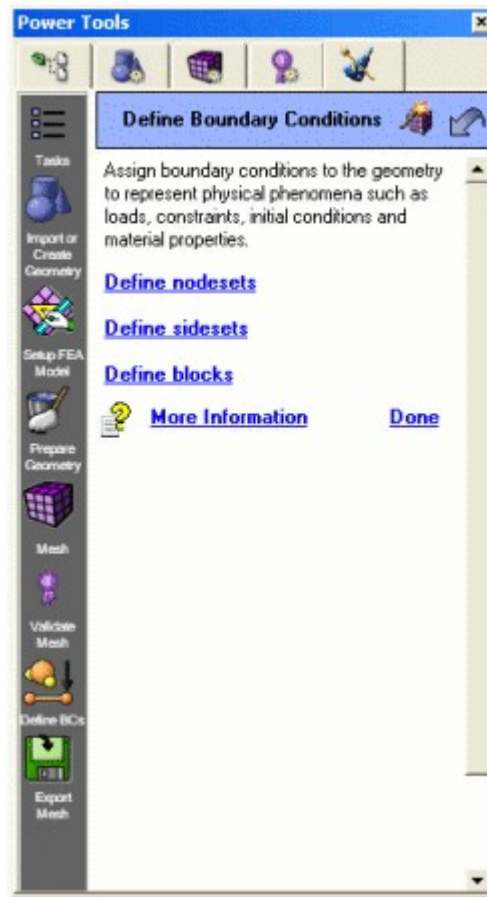 Power Tools
Define Boundary Conditions
Tasks
Import or
Create
Geometry
Setup FEA
Model
Prepare
Geometry
Mesh
Validate
Mesh
Define BCs
Export
Mesh
Assign boundary conditions to the geometry
to represent physical phenomena such as
loads, constraints, initial conditions and
material properties.
Define nodesets
Define sidesets
Define blocks
More Information Done